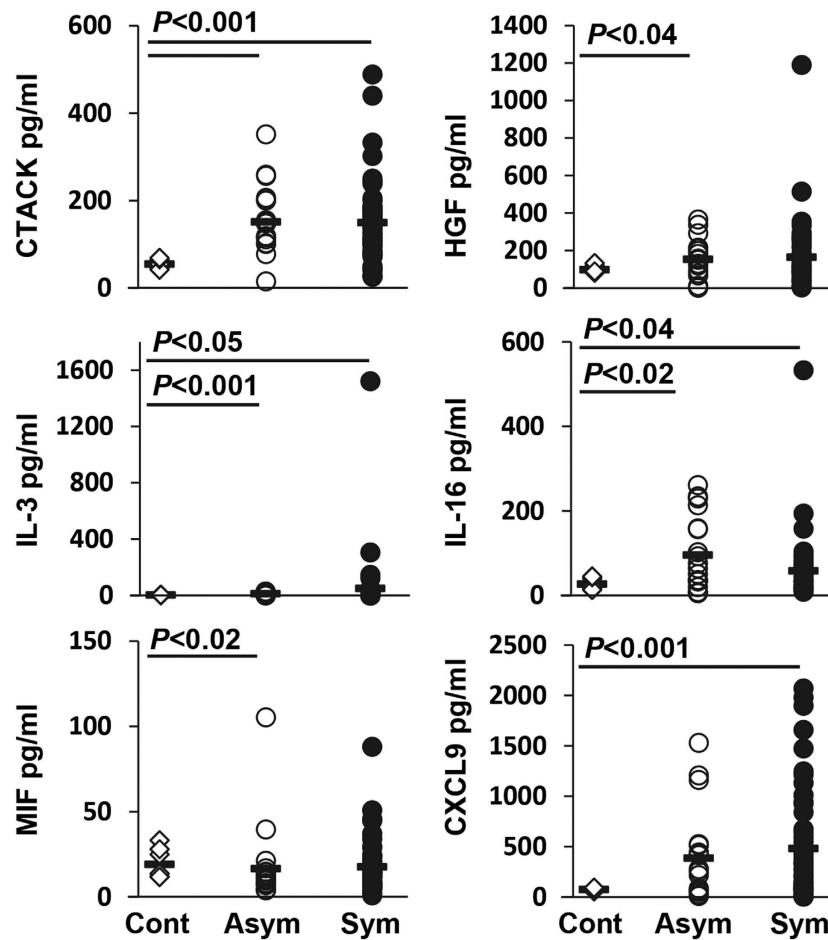 CTACK pg/ml
600
400
200
0
P<0.001
HGF pg/ml
1400
1200
1000
800
600
400
200
0
P<0.04
IL-3 pg/ml
1600
1200
800
400
0
P<0.05
P<0.001
IL-16 pg/ml
600
400
200
0
P<0.04
P<0.02
MIF pg/ml
150
100
50
0
P<0.02
Cont Asym Sym
CXCL9 pg/ml
2500
2000
1500
1000
500
0
P<0.001
Cont Asym Sym